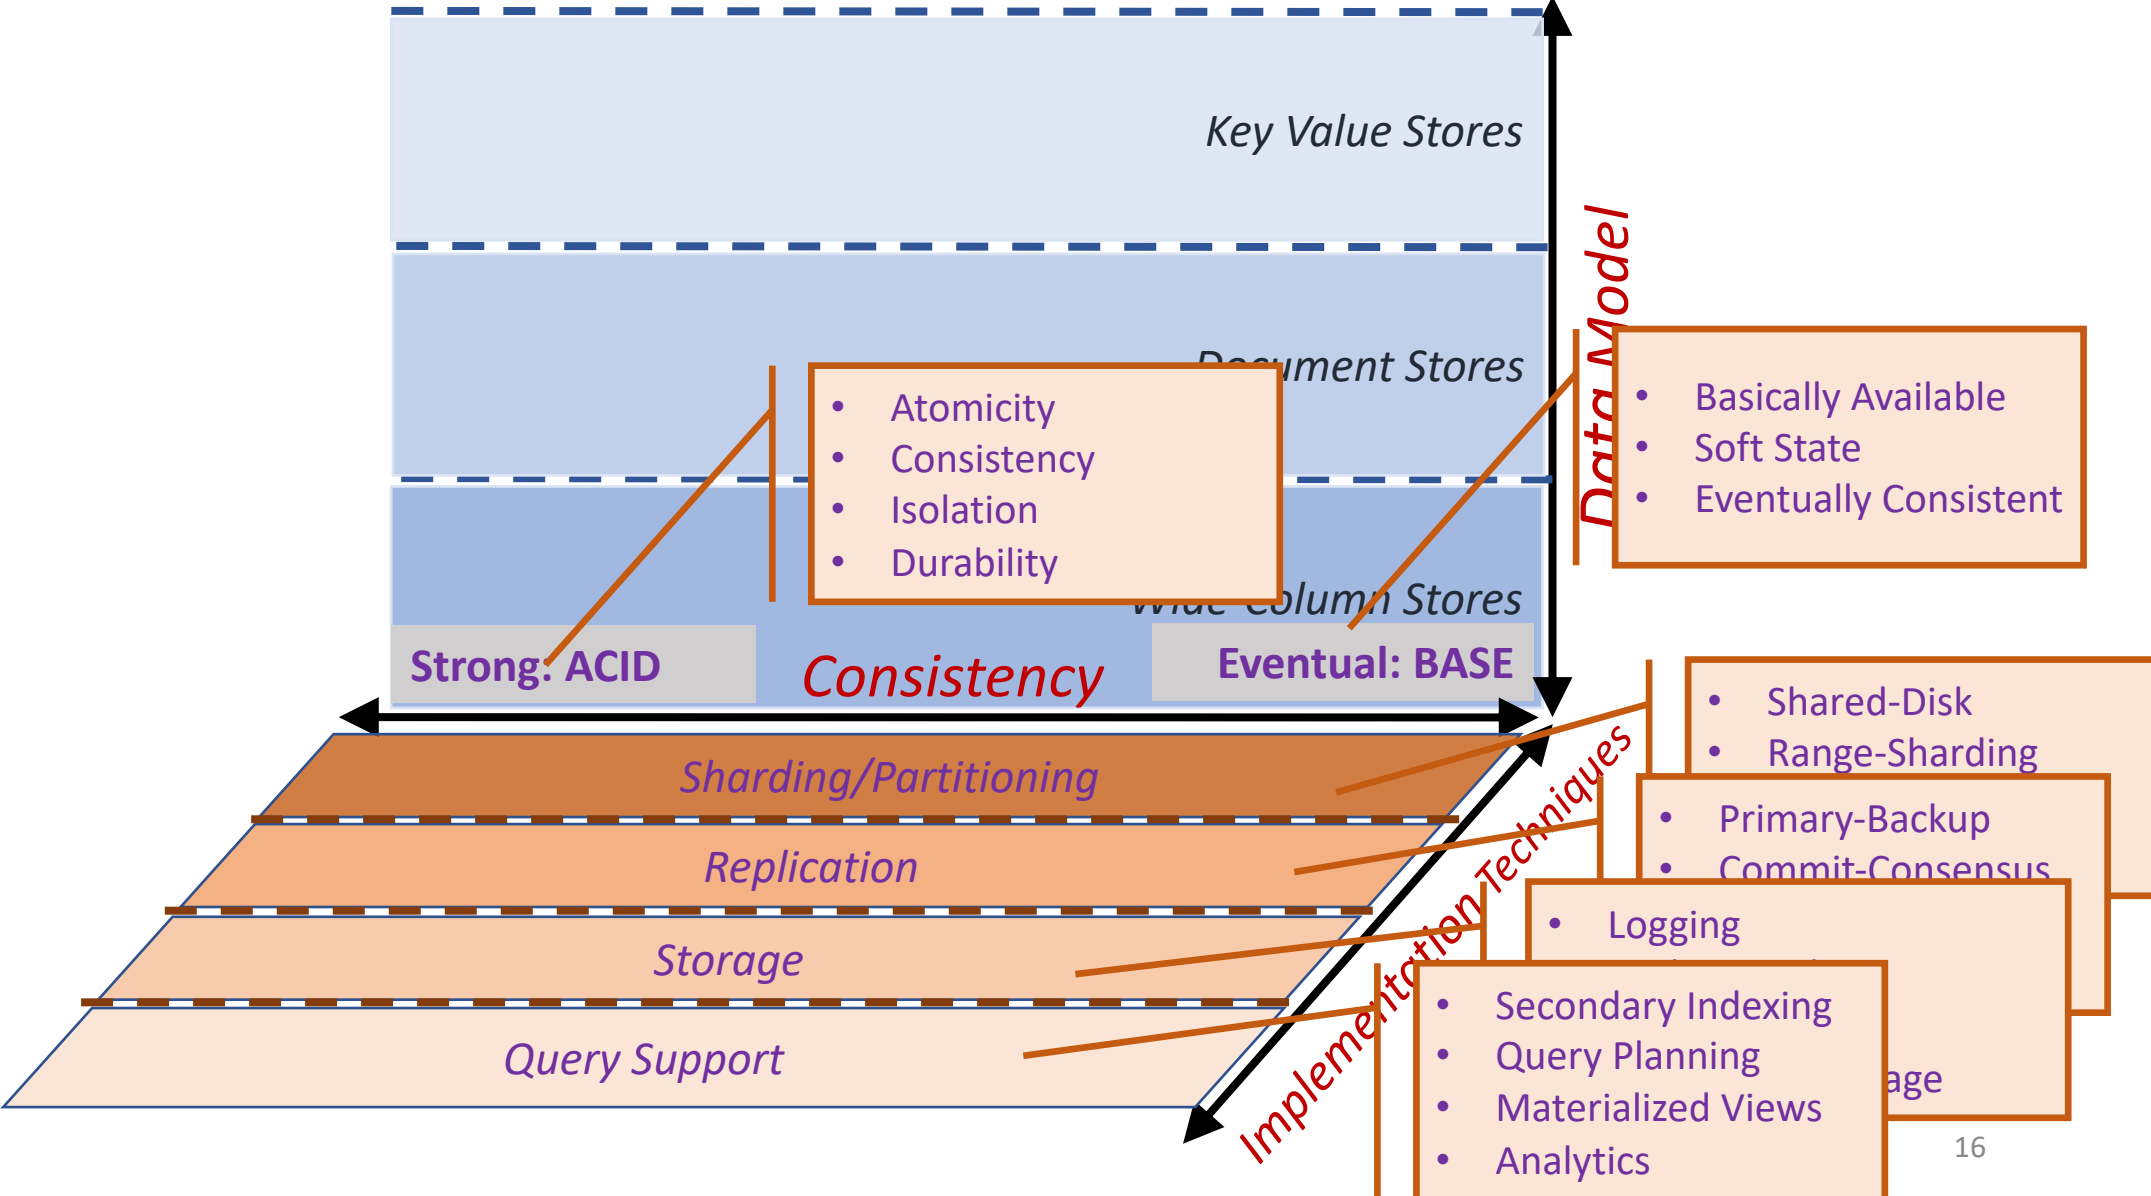 Key Value Stores
Data Model
Document Stores
• Atomicity
• Consistency
• Isolation
• Durability
• Basically Available
• Soft State
• Eventually Consistent
Wide-Column Stores
Strong: ACID
Consistency
Eventual: BASE
Sharding/Partitioning
Replication
Storage
Query Support
Implementation Techniques
• Shared-Disk
• Range-Sharding
• Primary-Backup
• Commit-Consensus
• Logging
• Secondary Indexing
• Query Planning
• Materialized Views
• Analytics
age
16